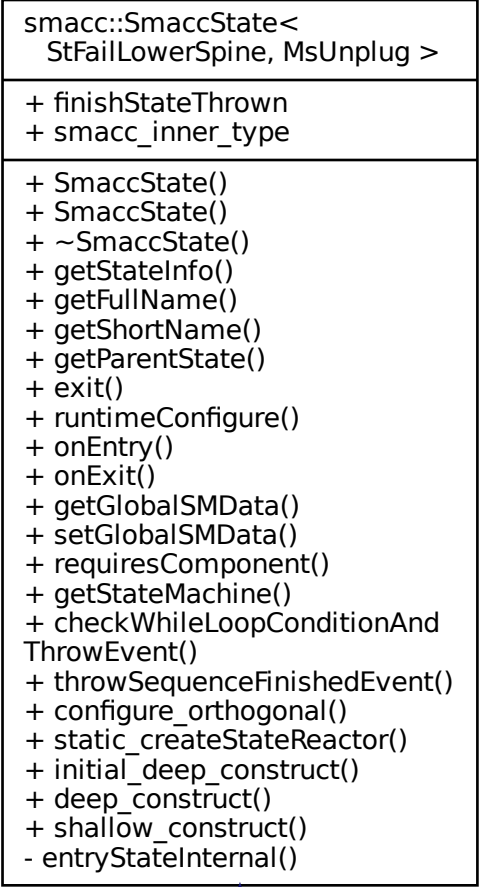 smacc::SmaccState<
StFailLowerSpine, MsUnplug >
+ finishStateThrown
+ smacc_inner_type
+ SmaccState()
+ SmaccState()
+ ~SmaccState()
+ getStateInfo()
+ getFullName()
+ getShortName()
+ getParentState()
+ exit()
+ runtimeConfigure()
+ onEntry()
+ onExit()
+ getGlobalSMData()
+ setGlobalSMData()
+ requiresComponent()
+ getStateMachine()
+ checkWhileLoopConditionAnd
ThrowEvent()
+ throwSequenceFinishedEvent()
+ configure_orthogonal()
+ static_createStateReactor()
+ initial_deep_construct()
+ deep_construct()
+ shallow_construct()
- entryStateInternal()